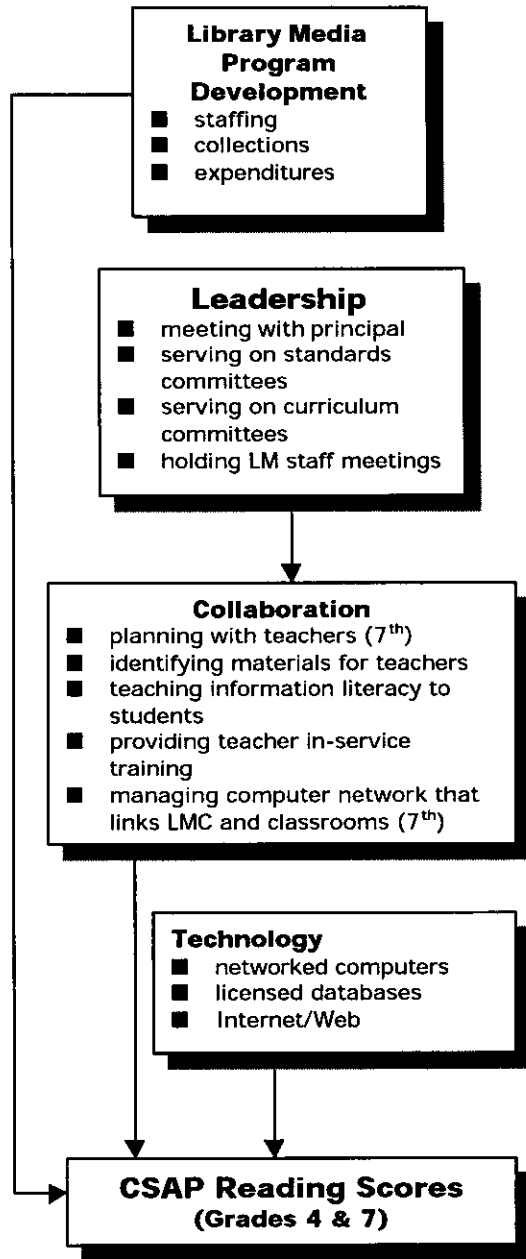 Library Media
Program
Development
■ staffing
■ collections
■ expenditures
Leadership
■ meeting with principal
■ serving on standards
committees
■ serving on curriculum
committees
■ holding LM staff meetings
Collaboration
■ planning with teachers (7th)
■ identifying materials for teachers
■ teaching information literacy to
students
■ providing teacher in-service
training
■ managing computer network that
links LMC and classrooms (7th)
Technology
■ networked computers
■ licensed databases
■ Internet/Web
CSAP Reading Scores
(Grades 4 & 7)